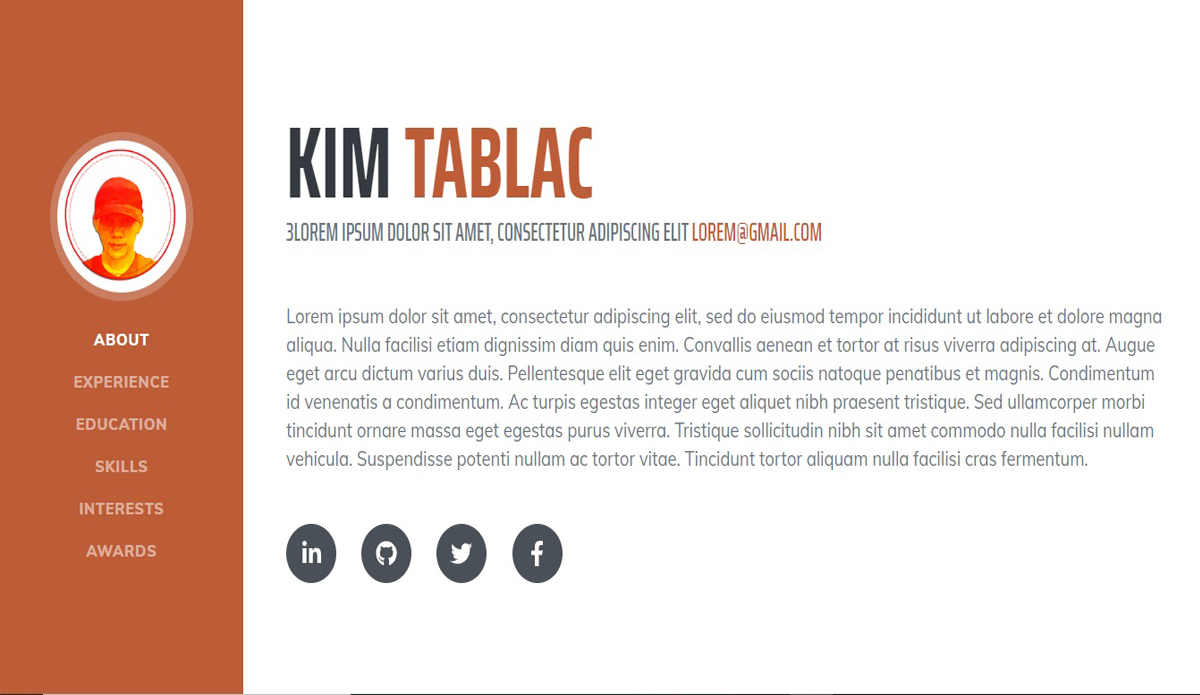 ABOUT
EXPERIENCE
EDUCATION
SKILLS
INTERESTS
AWARDS
KIM TABLAC
3LOREM IPSUM DOLOR SIT AMET, CONSECTETUR ADIPISCING ELIT LOREM@GMAIL.COM
Lorem ipsum dolor sit amet, consectetur adipiscing elit, sed do eiusmod tempor incididunt ut labore et dolore magna
aliqua. Nulla facilisi etiam dignissim diam quis enim. Convallis aenean et tortor at risus viverra adipiscing at. Augue
eget arcu dictum varius duis. Pellentesque elit eget gravida cum sociis natoque penatibus et magnis. Condimentum
id venenatis a condimentum. Ac turpis egestas integer eget aliquet nibh praesent tristique. Sed ullamcorper morbi
tincidunt ornare massa eget egestas purus viverra. Tristique sollicitudin nibh sit amet commodo nulla facilisi nullam
vehicula. Suspendisse potenti nullam ac tortor vitae. Tincidunt tortor aliquam nulla facilisi cras fermentum.